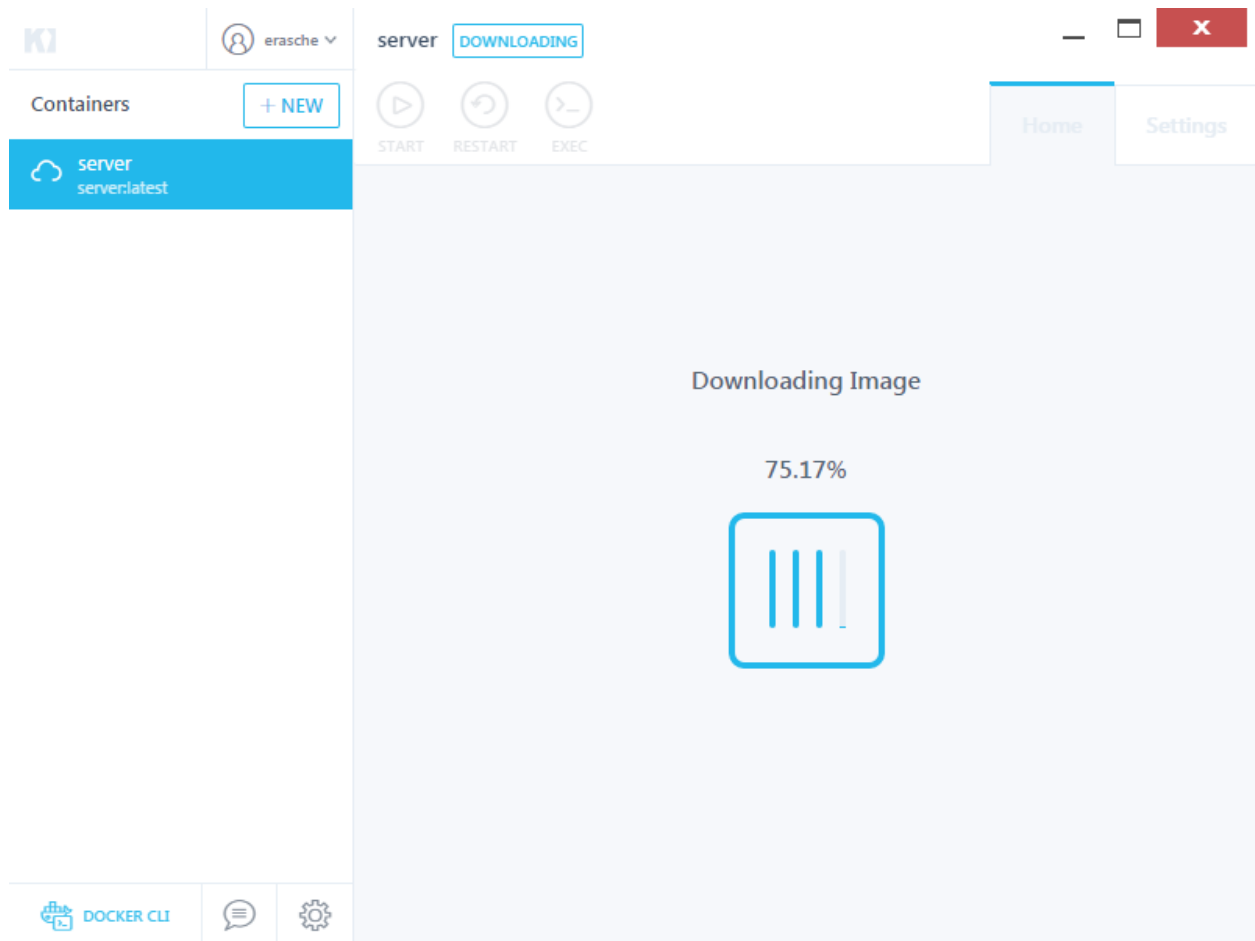 erasche
server DOWNLOADING
Containers
+ NEW
START RESTART EXEC
Home Settings
server
server:latest
Downloading Image
75.17%
DOCKER CLI